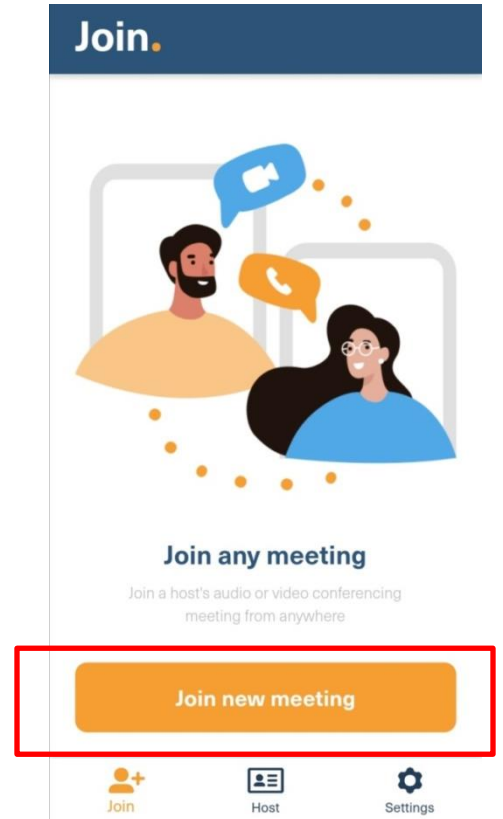 Join.
Join any meeting
Join a host's audio or video conferencing
meeting from anywhere
Join new meeting
Join
Host
Settings